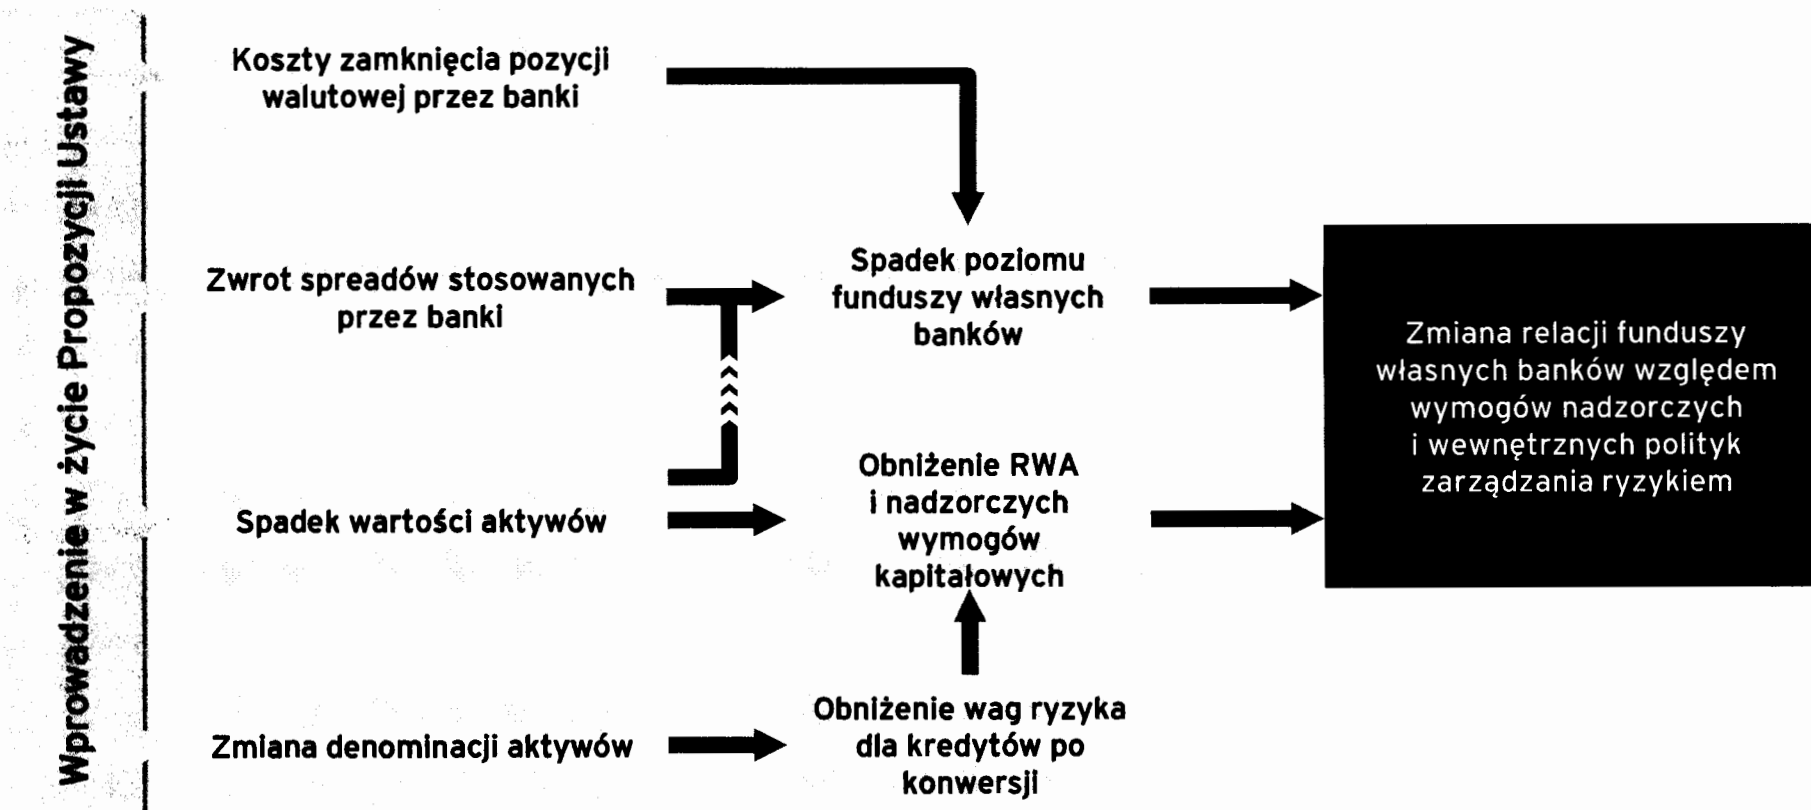 Wprowadzenie w życie Propozycji Ustawy
Koszty zamknięcia pozycji
walutowej przez banki
Zwrot spreadów stosowanych
przez banki
Spadek wartości aktywów
Zmiana denominacji aktywów
Spadek poziomu
funduszy własnych
banków
Obniżenie RWA
i nadzorczych
wymogów
kapitałowych
Obniżenie wag ryzyka
dla kredytów po
konwersji
Zmiana relacji funduszy
własnych banków względem
wymogów nadzorczych
i wewnętrznych polityk
zarządzania ryzykiem